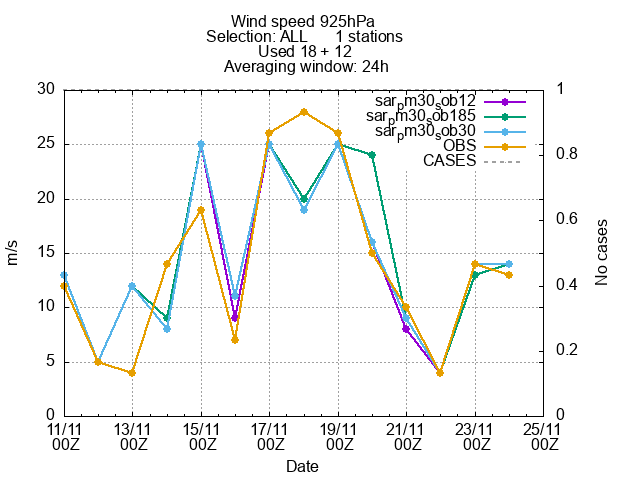 Wind speed 925hPa
Selection: ALL 1 stations
Used 18 + 12
Averaging window: 24h
30 1
sarpm30sob12
sarpm30sob185
sarpm30sob30
OBS
CASES
25 0.8
20 0.6
15 0.4
10 0.2
5
0 0
m/s
No cases
11/11 13/11 15/11 17/11 19/11 21/11 23/11 25/11
00Z 00Z 00Z 00Z 00Z 00Z 00Z 00Z
Date